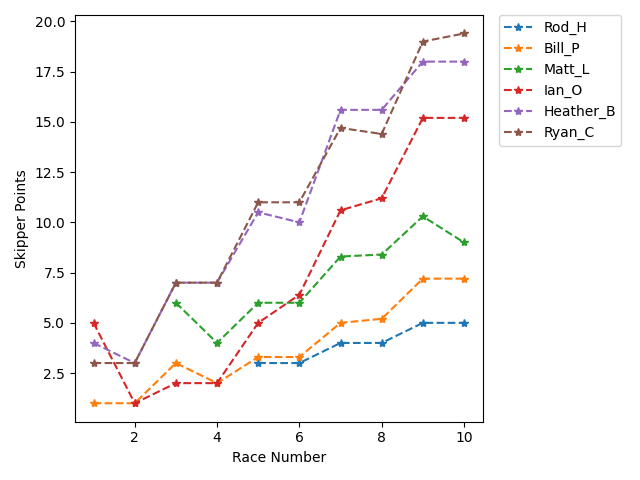 20.0
17.5
15.0
12.5
10.0
7.5
5.0
2.5
Skipper Points
2 4 6 8 10
Race Number
Rod_H
Bill_P
Matt_L
Ian_O
Heather_B
Ryan_C